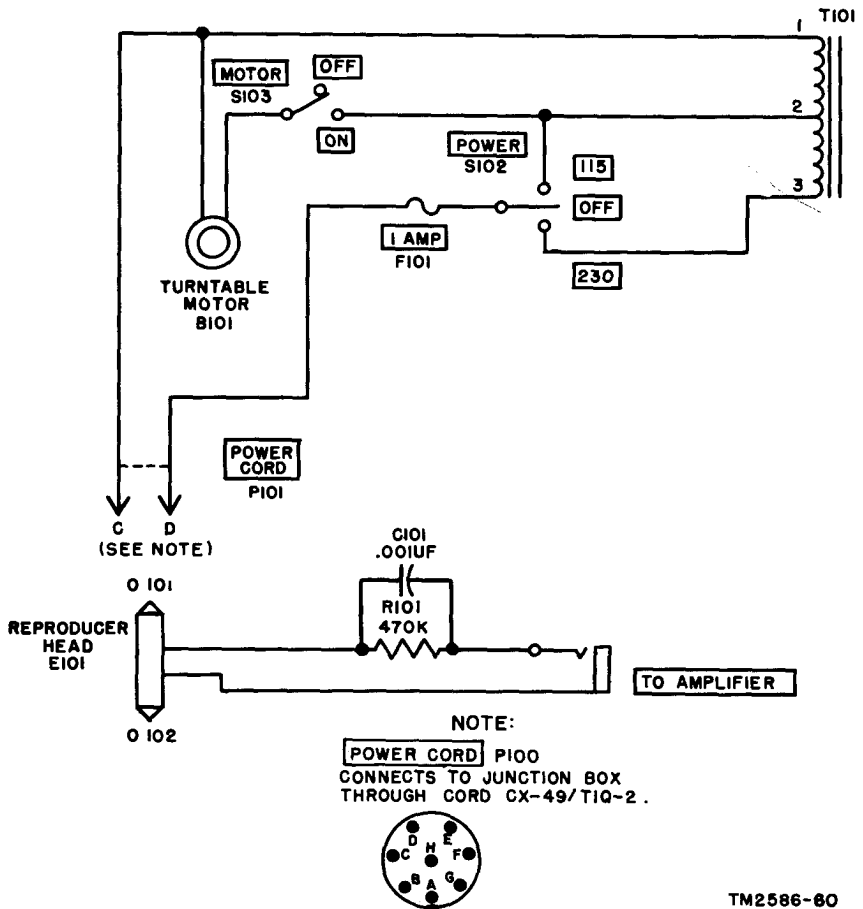 T101
1
OFF
MOTOR
S103
2
ON
POWER
S102
115
3
OFF
1 AMP
F101
230
TURNTABLE
MOTOR
B101
POWER
CORD
P101
C D
(SEE NOTE)
C101
.001UF
O 101
R101
470K
REPRODUCER
HEAD
E101
TO AMPLIFIER
O 102
NOTE:
POWER CORD P100
CONNECTS TO JUNCTION BOX
THROUGH CORD CX-49/TIQ-2.
D E
C H F
B A G
TM2586-60